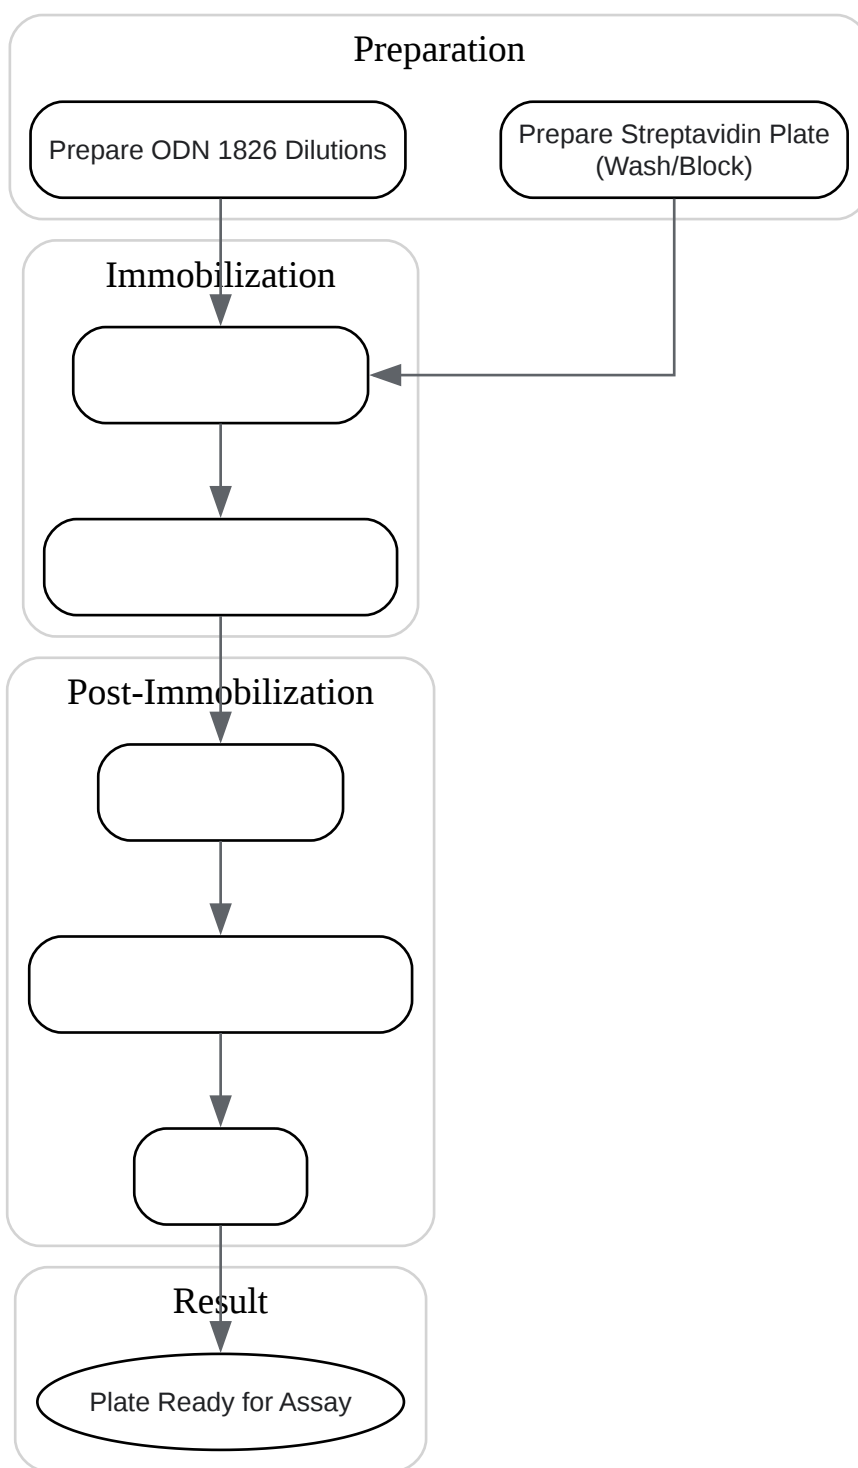 Preparation
Prepare ODN 1826 Dilutions
Prepare Streptavidin Plate
(Wash/Block)
Immobilization
Post-Immobilization
Result
Plate Ready for Assay